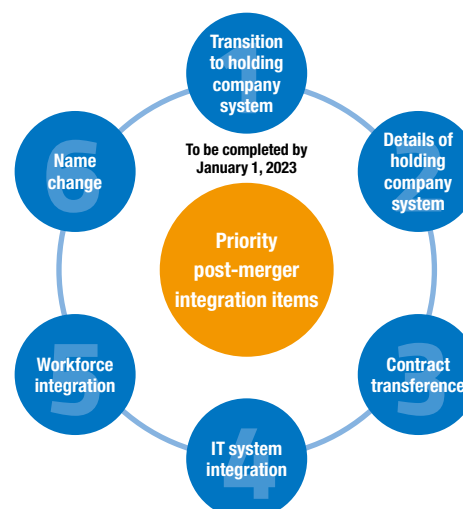 1
Transition
to holding
company
system
To be completed by
January 1, 2023
2
Details of
holding
company
system
3
Contract
transference
4
IT system
integration
5
Workforce
integration
6
Name
change
Priority
post-merger
integration items